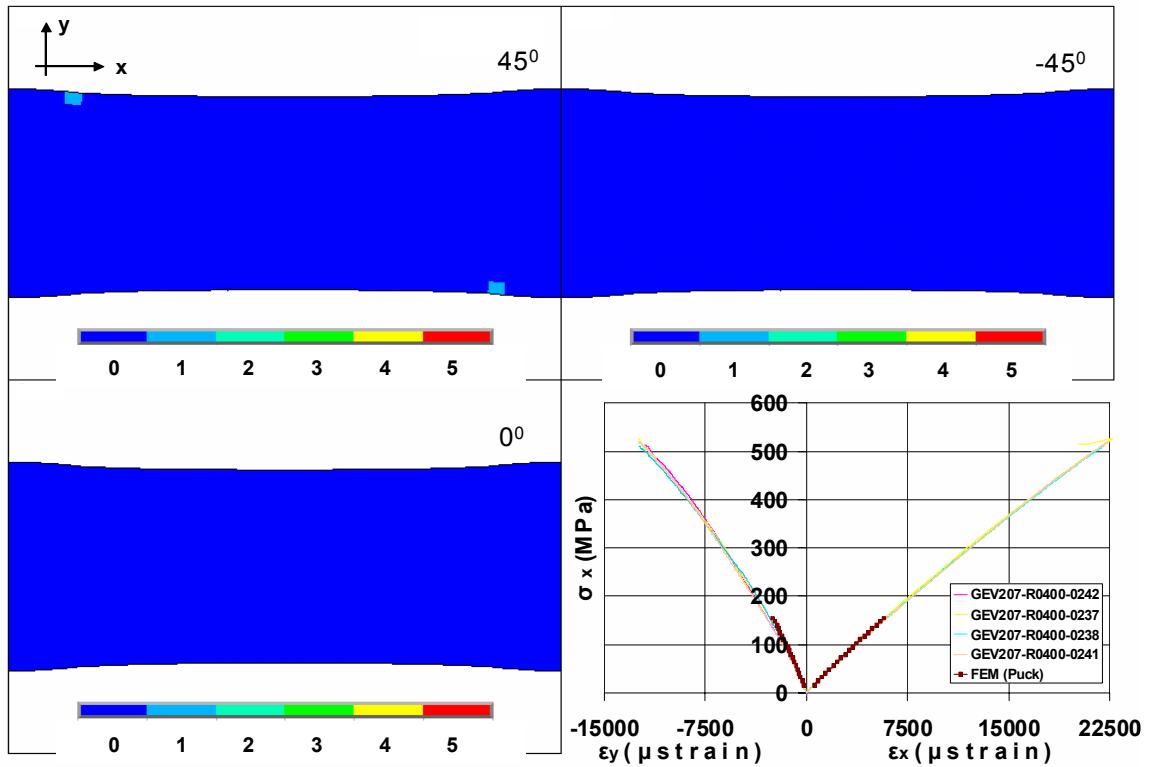 y
x
45⁰
-45⁰
0 1 2 3 4 5
0 1 2 3 4 5
0⁰
0 1 2 3 4 5
600
500
400
300
200
100
0
σ x (MPa)
GEV207-R0400-0242
GEV207-R0400-0237
GEV207-R0400-0238
GEV207-R0400-0241
FEM (Puck)
-15000 -7500 0 7500 15000 22500
εy (μstrain) εx (μstrain)